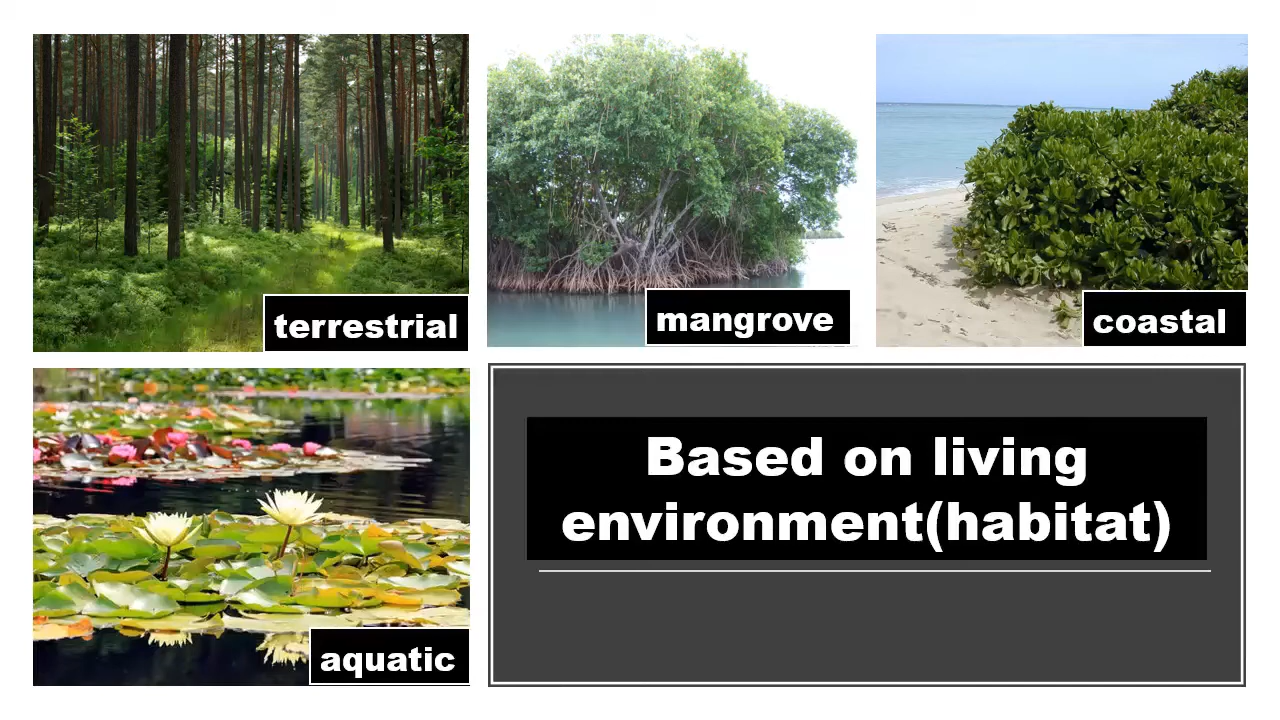 terrestrial
mangrove
coastal
aquatic
Based on living
environment(habitat)